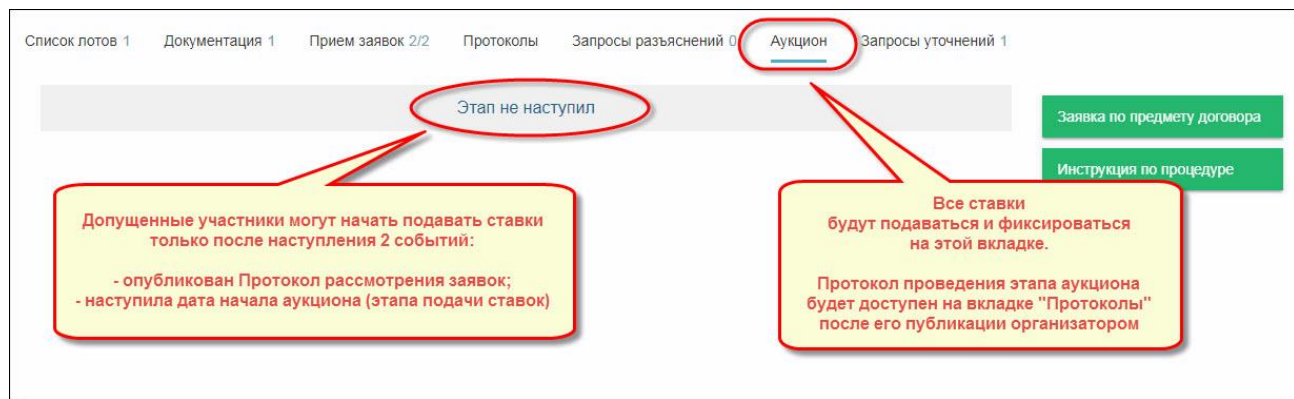 Список лотов 1 Документация 1 Прием заявок 2/2 Протоколы Запросы разъяснений 0 Аукцион Запросы уточнений 1
Этап не наступил
Заявка по предмету договора
Инструкция по процедуре
Допущенные участники могут начать подавать ставки
только после наступления 2 событий:
- опубликован Протокол рассмотрения заявок;
- наступила дата начала аукциона (этапа подачи ставок)
Все ставки
будут подаваться и фиксироваться
на этой вкладке.
Протокол проведения этапа аукциона
будет доступен на вкладке "Протоколы"
после его публикации организатором